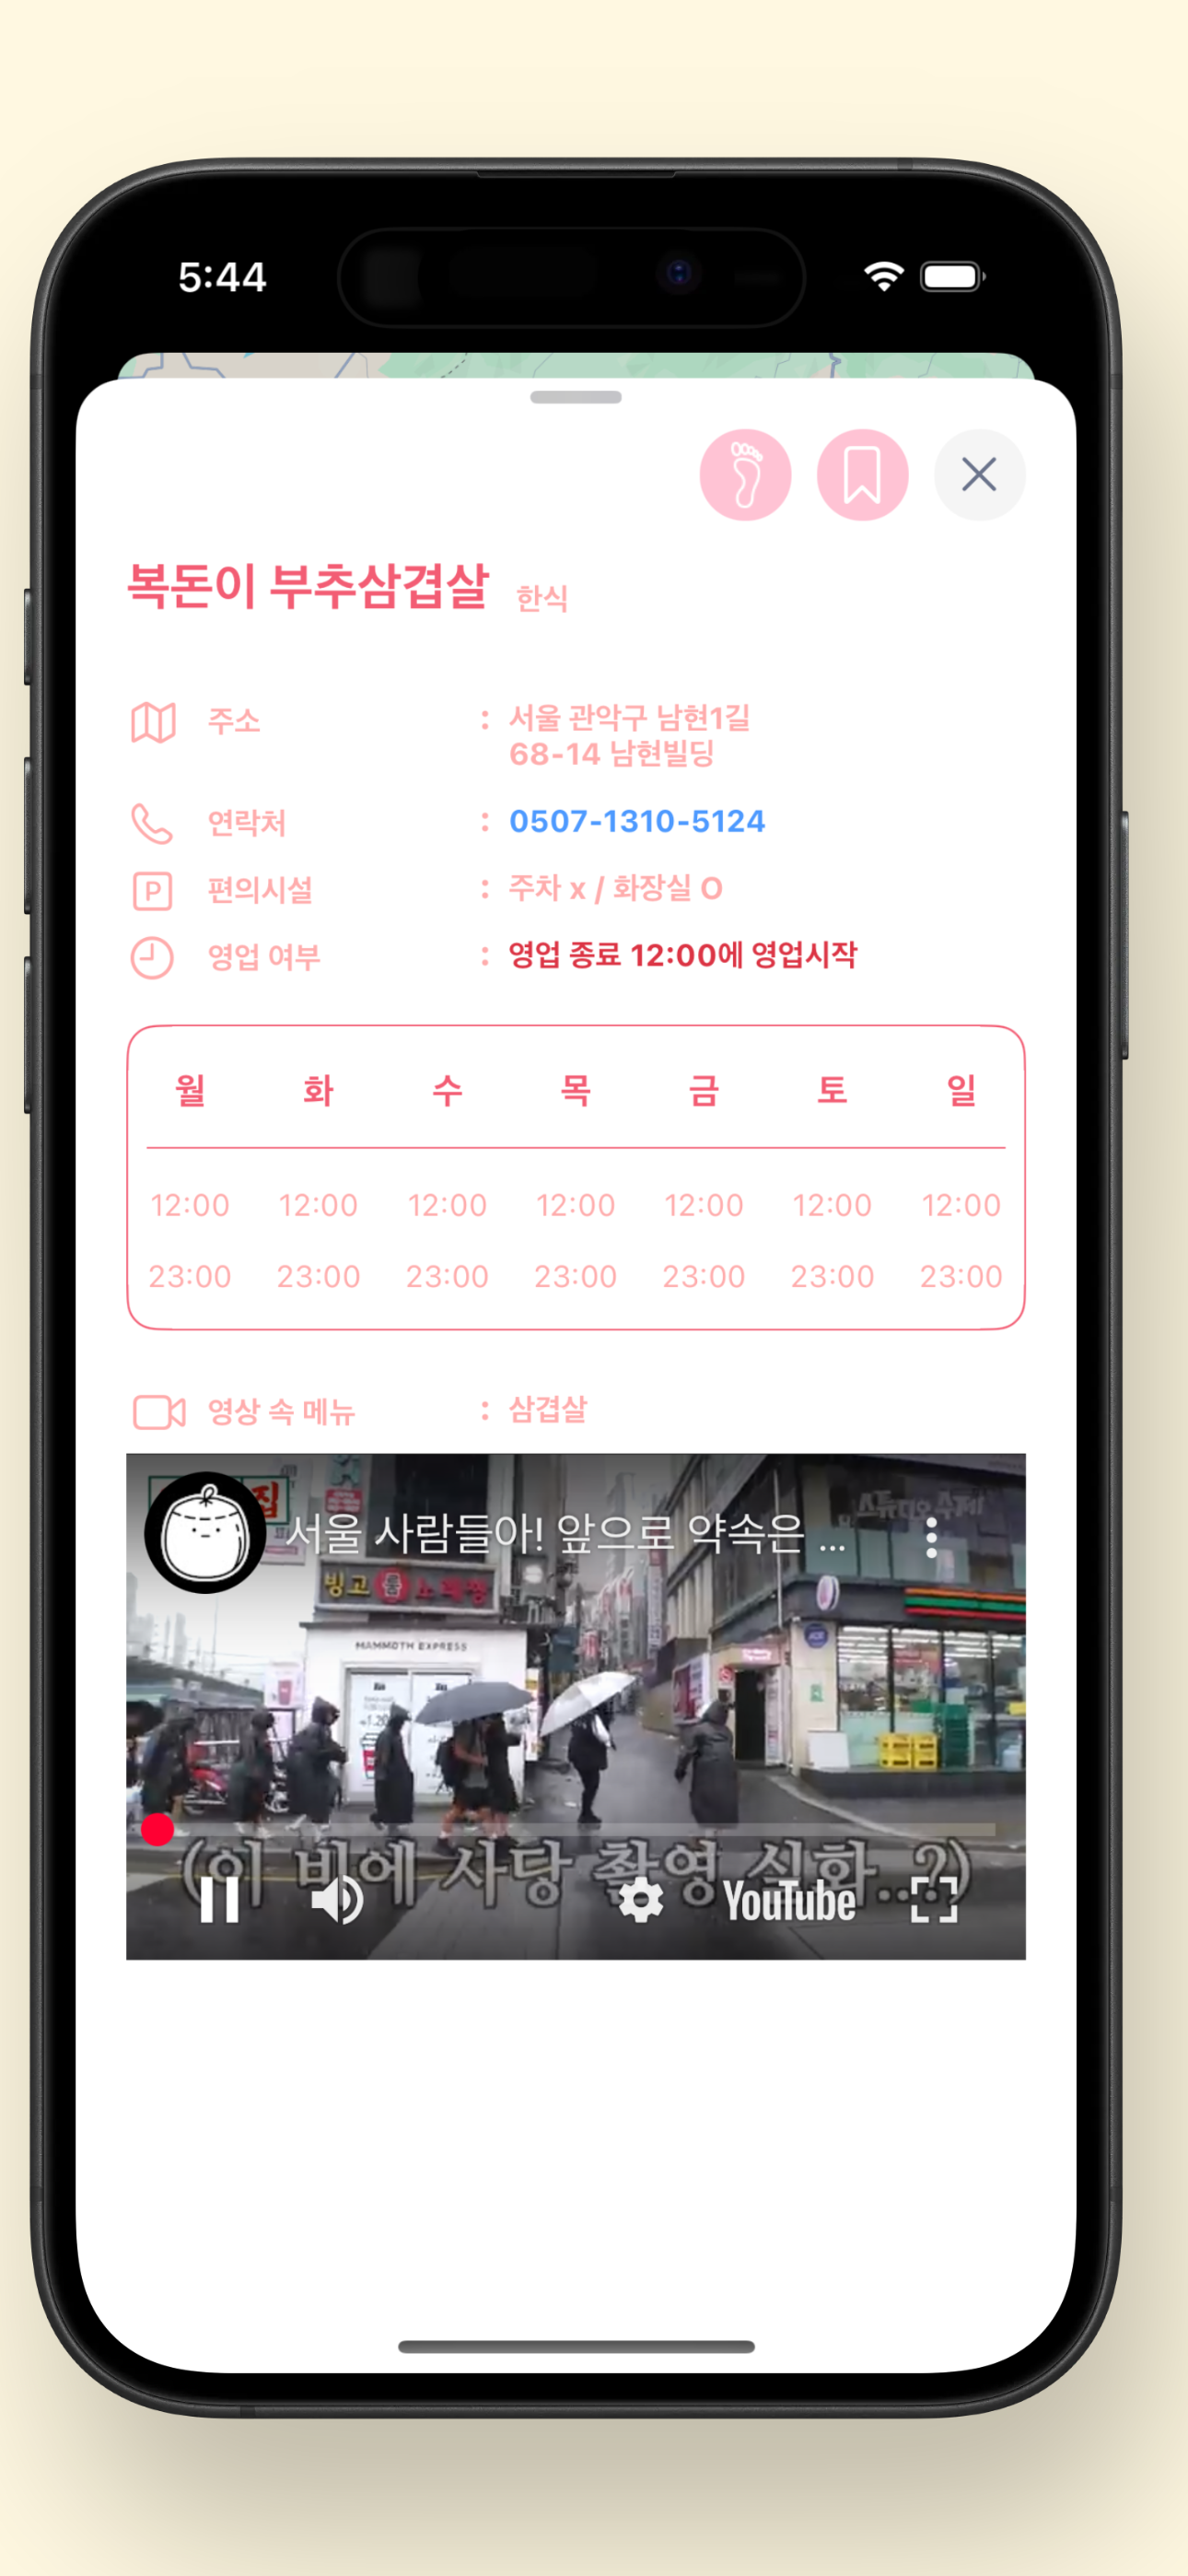 5:44
복돈이 부추삼겹살 한식
주소 : 서울 관악구 남현1길
68-14 남현빌딩
연락처 : 0507-1310-5124
P 편의시설 : 주차 x / 화장실 O
영업 여부 : 영업 종료 12:00에 영업시작
월 화 수 목 금 토 일
12:00 12:00 12:00 12:00 12:00 12:00 12:00
23:00 23:00 23:00 23:00 23:00 23:00 23:00
영상 속 메뉴 : 삼겹살
집
서울 사람들아! 앞으로 약속은 ...
빙고
MAMMOTH EXPRESS
(이 비에 사당 촬영 실화..?)
YouTube